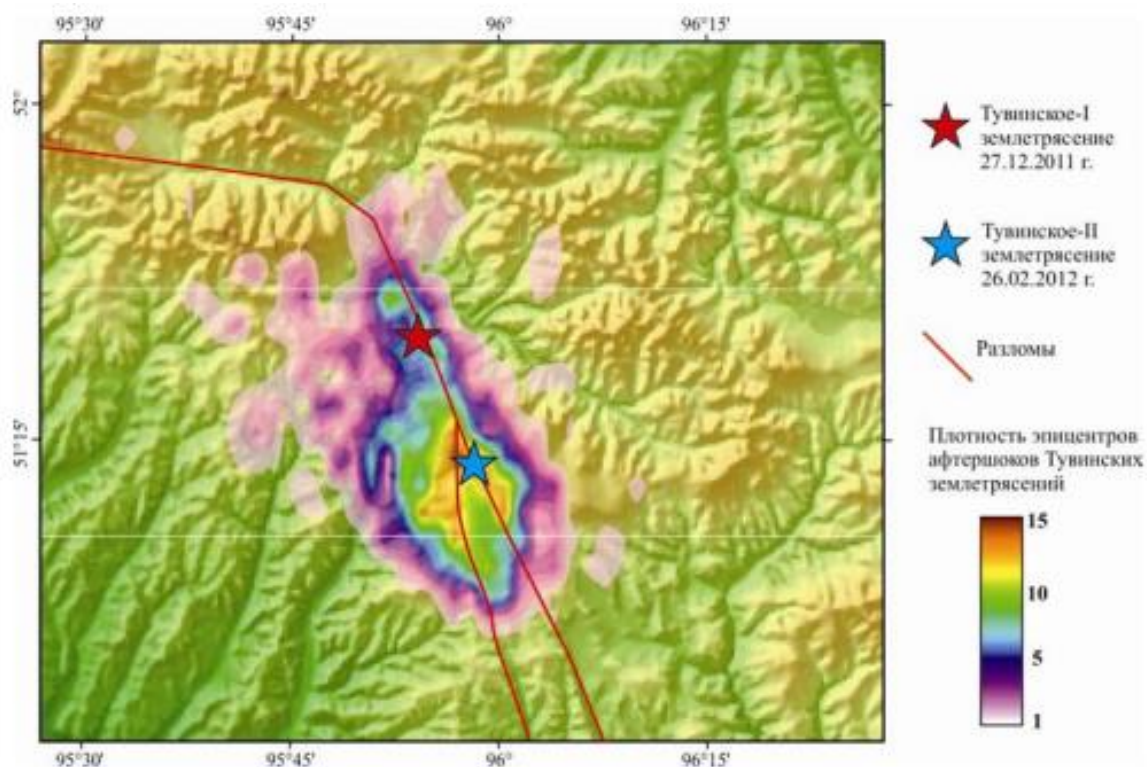 95°30'
95°45'
96°
96°15'
52°
51°15'
95°30'
95°45'
96°
96°15'
Тувинское-I
землетрясение
27.12.2011 г.
Тувинское-II
землетрясение
26.02.2012 г.
Разломы
Плотность эпицентров
афтершоков Тувинских
землетрясений
15
10
5
1